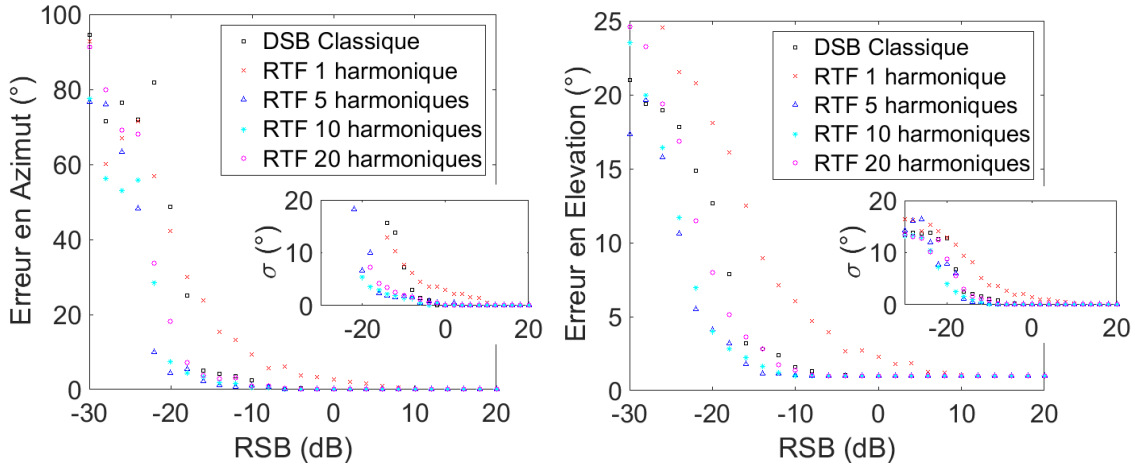 Erreur en Azimut (°)
100
80
60
40
20
0
DSB Classique
RTF 1 harmonique
RTF 5 harmoniques
RTF 10 harmoniques
RTF 20 harmoniques
σ (°)
20
10
0
-20 0 20
-30 -20 -10 0 10 20
RSB (dB)
Erreur en Elevation (°)
25
20
15
10
5
0
DSB Classique
RTF 1 harmonique
RTF 5 harmoniques
RTF 10 harmoniques
RTF 20 harmoniques
σ (°)
20
10
0
-20 0 20
-30 -20 -10 0 10 20
RSB (dB)